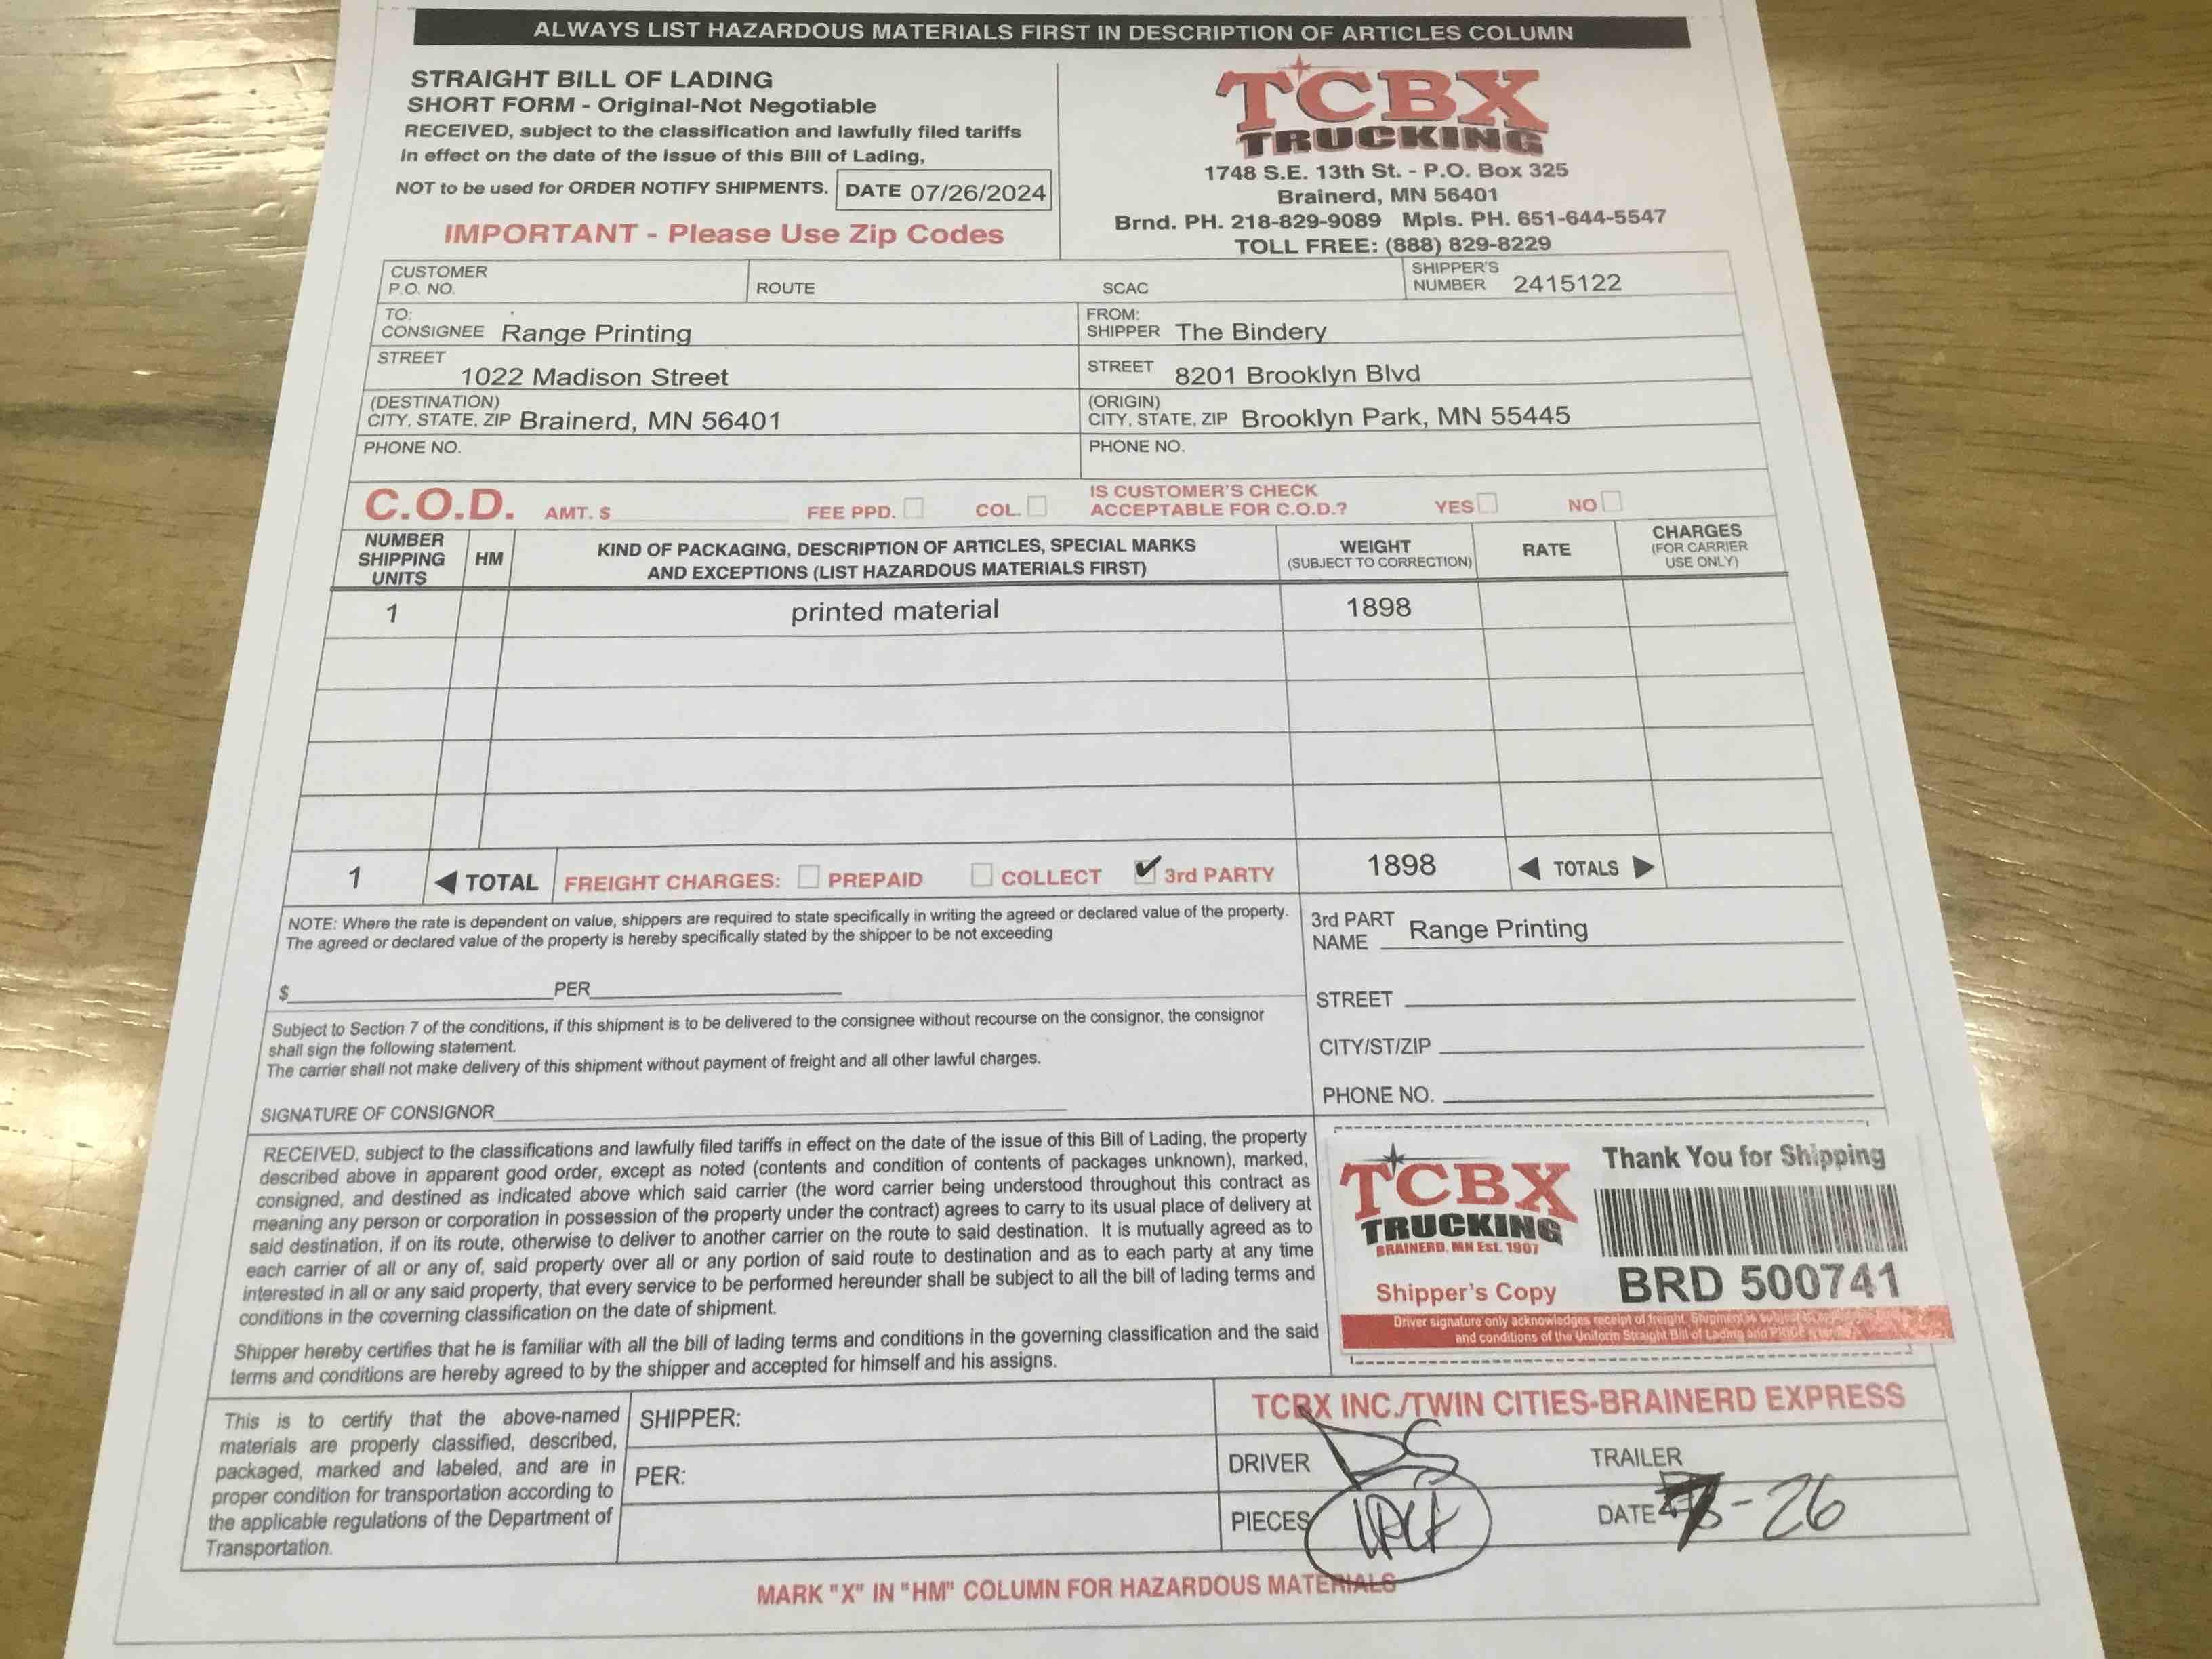 ALWAYS LIST HAZARDOUS MATERIALS FIRST IN DESCRIPTION OF ARTICLES COLUMN
STRAIGHT BILL OF LADING
SHORT FORM - Original-Not Negotiable
RECEIVED, subject to the classification and lawfully filed tariffs
in effect on the date of the issue of this Bill of Lading,
NOT to be used for ORDER NOTIFY SHIPMENTS. DATE 07/26/2024
IMPORTANT - Please Use Zip Codes
TCBX
TRUCKING
1748 S.E. 13th St. - P.O. Box 325
Brainerd, MN 56401
Brnd. PH. 218-829-9089 Mpls. PH. 651-644-5547
TOLL FREE: (888) 829-8229
CUSTOMER
P.O. NO.
ROUTE
SCAC
SHIPPER'S
NUMBER 2415122
TO:
CONSIGNEE Range Printing
STREET
1022 Madison Street
(DESTINATION)
CITY, STATE, ZIP Brainerd, MN 56401
PHONE NO.
FROM:
SHIPPER The Bindery
STREET 8201 Brooklyn Blvd
(ORIGIN)
CITY, STATE, ZIP Brooklyn Park, MN 55445
PHONE NO.
C.O.D. AMT. $ FEE PPD. COL.
IS CUSTOMER'S CHECK
ACCEPTABLE FOR C.O.D.? YES NO
NUMBER
SHIPPING
UNITS
HM
KIND OF PACKAGING, DESCRIPTION OF ARTICLES, SPECIAL MARKS
AND EXCEPTIONS (LIST HAZARDOUS MATERIALS FIRST)
WEIGHT
(SUBJECT TO CORRECTION)
RATE
CHARGES
(FOR CARRIER
USE ONLY)
1 printed material 1898
1 ◀ TOTAL FREIGHT CHARGES: PREPAID COLLECT ✔ 3rd PARTY 1898 ◀ TOTALS ▶
NOTE: Where the rate is dependent on value, shippers are required to state specifically in writing the agreed or declared value of the property.
The agreed or declared value of the property is hereby specifically stated by the shipper to be not exceeding
$ PER
3rd PART
NAME Range Printing
STREET
CITY/ST/ZIP
PHONE NO.
Subject to Section 7 of the conditions, if this shipment is to be delivered to the consignee without recourse on the consignor, the consignor
shall sign the following statement.
The carrier shall not make delivery of this shipment without payment of freight and all other lawful charges.
SIGNATURE OF CONSIGNOR
RECEIVED, subject to the classifications and lawfully filed tariffs in effect on the date of the issue of this Bill of Lading, the property
described above in apparent good order, except as noted (contents and condition of contents of packages unknown), marked,
consigned, and destined as indicated above which said carrier (the word carrier being understood throughout this contract as
meaning any person or corporation in possession of the property under the contract) agrees to carry to its usual place of delivery at
said destination, if on its route, otherwise to deliver to another carrier on the route to said destination. It is mutually agreed as to
each carrier of all or any of, said property over all or any portion of said route to destination and as to each party at any time
interested in all or any said property, that every service to be performed hereunder shall be subject to all the bill of lading terms and
conditions in the coverning classification on the date of shipment.
Shipper hereby certifies that he is familiar with all the bill of lading terms and conditions in the governing classification and the said
terms and conditions are hereby agreed to by the shipper and accepted for himself and his assigns.
TCBX
TRUCKING
BRAINERD, MN Est. 1907
Shipper's Copy
Thank You for Shipping
BRD 500741
Driver signature only acknowledges receipt of freight. Shipment is subject to
and conditions of the Uniform Straight Bill of Lading and
This is to certify that the above-named
materials are properly classified, described,
packaged, marked and labeled, and are in
proper condition for transportation according to
the applicable regulations of the Department of
Transportation.
SHIPPER:
PER:
TCBX INC./TWIN CITIES-BRAINERD EXPRESS
DRIVER
TRAILER
PIECES
DATE 7-26
MARK "X" IN "HM" COLUMN FOR HAZARDOUS MATERIALS